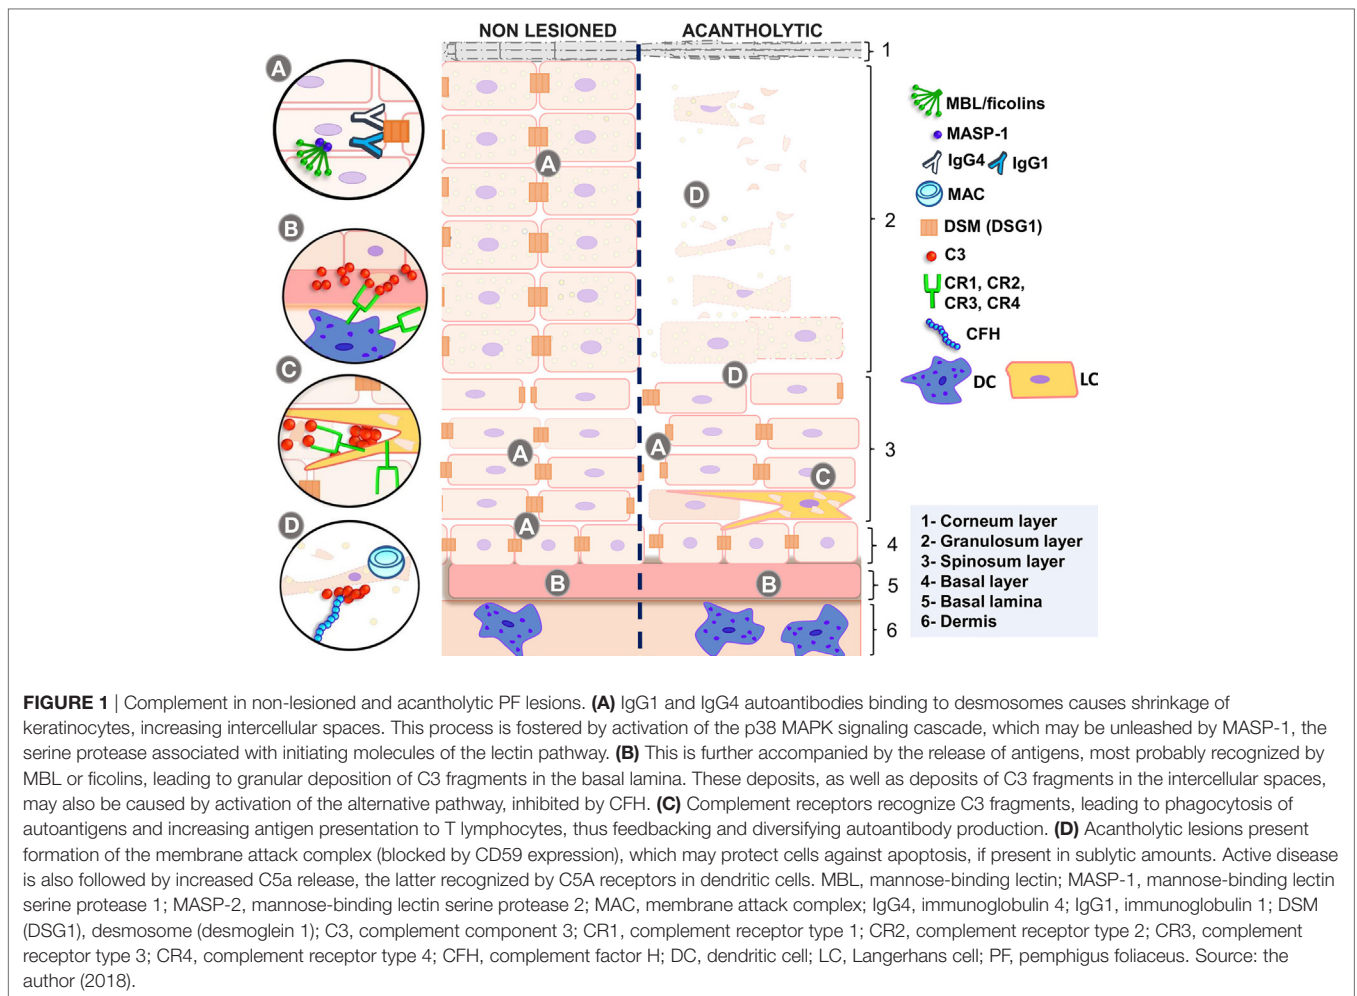 NON LESIONED
ACANTHOLYTIC
A
B
C
D
A
A
A
B
D
D
A
C
B
1
2
3
4
5
6
MBL/ficolins
MASP-1
IgG4 IgG1
MAC
DSM (DSG1)
C3
CR1, CR2,
CR3, CR4
CFH
DC
LC
1- Corneum layer
2- Granulosum layer
3- Spinosum layer
4- Basal layer
5- Basal lamina
6- Dermis
FIGURE 1 | Complement in non-lesioned and acantholytic PF lesions. (A) IgG1 and IgG4 autoantibodies binding to desmosomes causes shrinkage of
keratinocytes, increasing intercellular spaces. This process is fostered by activation of the p38 MAPK signaling cascade, which may be unleashed by MASP-1, the
serine protease associated with initiating molecules of the lectin pathway. (B) This is further accompanied by the release of antigens, most probably recognized by
MBL or ficolins, leading to granular deposition of C3 fragments in the basal lamina. These deposits, as well as deposits of C3 fragments in the intercellular spaces,
may also be caused by activation of the alternative pathway, inhibited by CFH. (C) Complement receptors recognize C3 fragments, leading to phagocytosis of
autoantigens and increasing antigen presentation to T lymphocytes, thus feedbacking and diversifying autoantibody production. (D) Acantholytic lesions present
formation of the membrane attack complex (blocked by CD59 expression), which may protect cells against apoptosis, if present in sublytic amounts. Active disease
is also followed by increased C5a release, the latter recognized by C5A receptors in dendritic cells. MBL, mannose-binding lectin; MASP-1, mannose-binding lectin
serine protease 1; MASP-2, mannose-binding lectin serine protease 2; MAC, membrane attack complex; IgG4, immunoglobulin 4; IgG1, immunoglobulin 1; DSM
(DSG1), desmosome (desmoglein 1); C3, complement component 3; CR1, complement receptor type 1; CR2, complement receptor type 2; CR3, complement
receptor type 3; CR4, complement receptor type 4; CFH, complement factor H; DC, dendritic cell; LC, Langerhans cell; PF, pemphigus foliaceus. Source: the
author (2018).